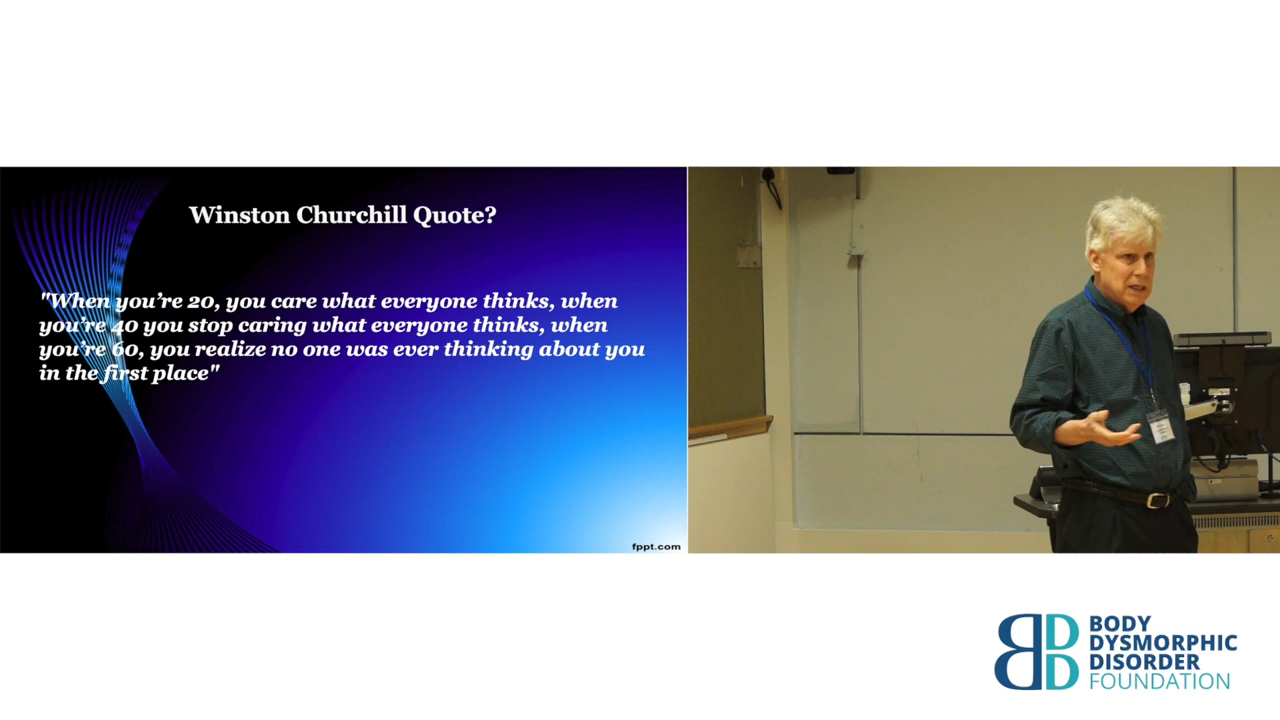 Winston Churchill Quote?
"When you’re 20, you care what everyone thinks, when
you’re 40 you stop caring what everyone thinks, when
you’re 60, you realize no one was ever thinking about you
in the first place"
fppt.com
BODY
DYSMORPHIC
DISORDER
FOUNDATION